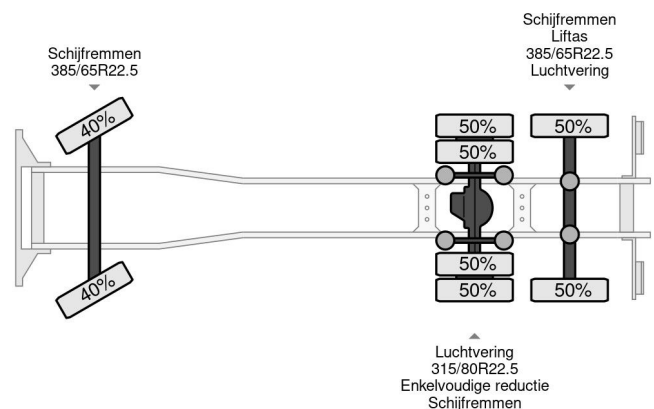 Schijfremmen
385/65R22.5
Schijfremmen
Liftas
385/65R22.5
Luchtvering
40%
50%
50%
50%
40%
50%
50%
50%
Luchtvering
315/80R22.5
Enkelvoudige reductie
Schijfremmen